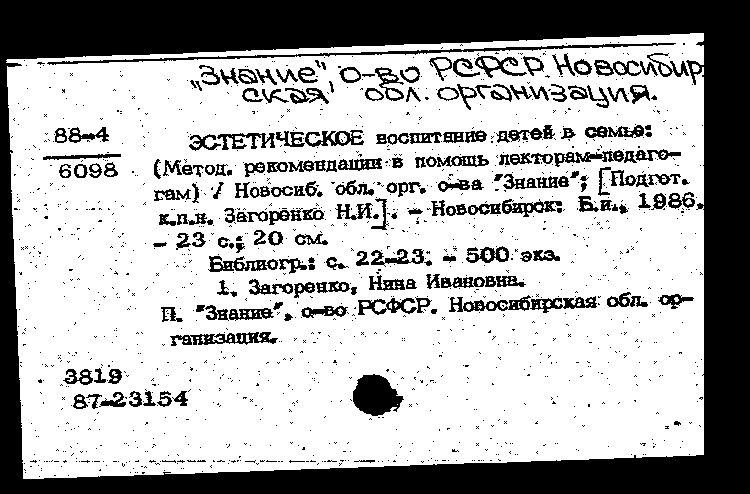 „Знание", о-во РСФСР. Новосибир-
ская обл. организация.
88-4
6098
ЭСТЕТИЧЕСКОЕ воспитание детей в семье:
(Метод. рекомендации в помощь лекторам-педаго-
гам) / Новосиб. обл. орг. о-ва "Знание"; [Подгот.
к.п.н. Загоренко Н.И.]. - Новосибирск: Б.и., 1986.
- 23 с.; 20 см.
Библиогр.: с. 22-23. - 500 экз.
1. Загоренко, Нина Ивановна.
П. "Знание", о-во РСФСР. Новосибирская обл. ор-
ганизация.
3819
87-23154